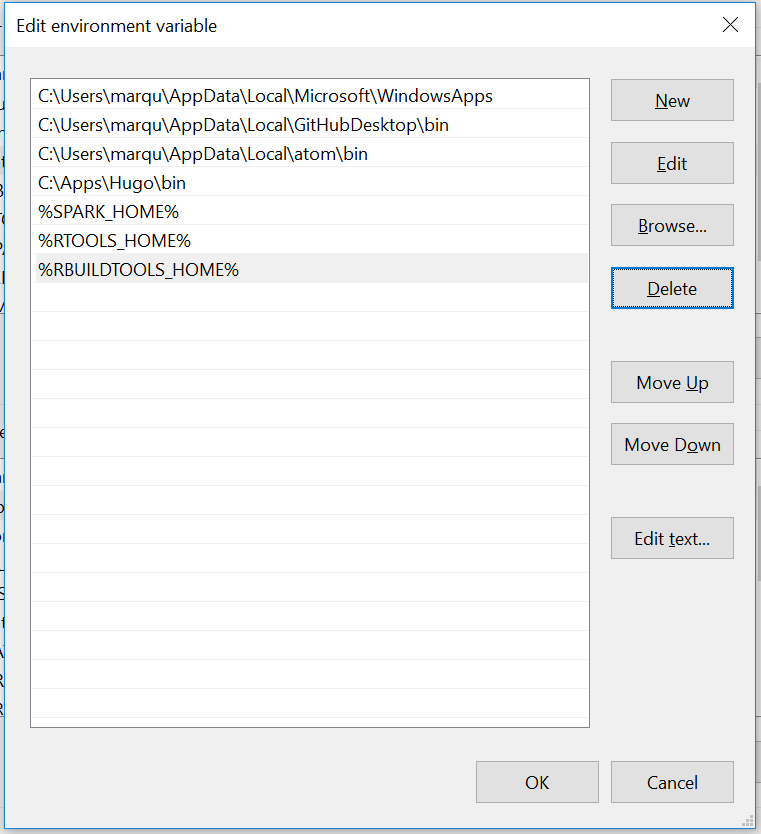 Edit environment variable
C:\Users\marqu\AppData\Local\Microsoft\WindowsApps
C:\Users\marqu\AppData\Local\GitHubDesktop\bin
C:\Users\marqu\AppData\Local\atom\bin
C:\Apps\Hugo\bin
%SPARK_HOME%
%RTOOLS_HOME%
%RBUILDTOOLS_HOME%
New
Edit
Browse...
Delete
Move Up
Move Down
Edit text...
OK
Cancel